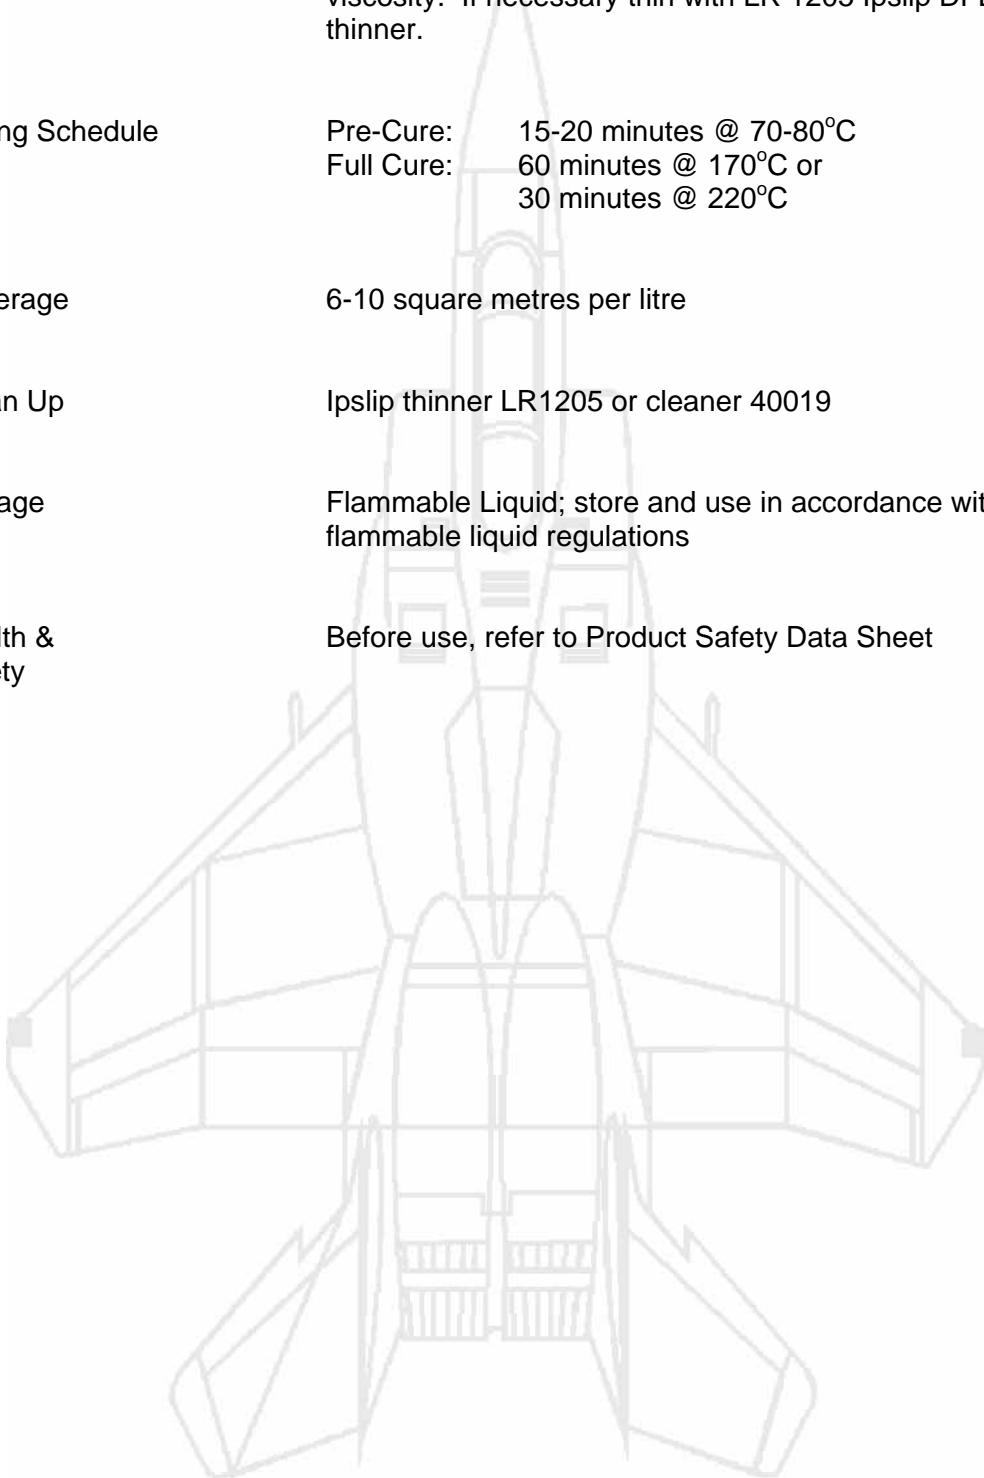 viscosity. If necessary thin with LR 1205 Ipslip
thinner.
ng Schedule Pre-Cure: 15-20 minutes @ 70-80°C
Full Cure: 60 minutes @ 170°C or
30 minutes @ 220°C
erage 6-10 square metres per litre
n Up Ipslip thinner LR1205 or cleaner 40019
age Flammable Liquid; store and use in accordance wit
flammable liquid regulations
lth & Before use, refer to Product Safety Data Sheet
ety